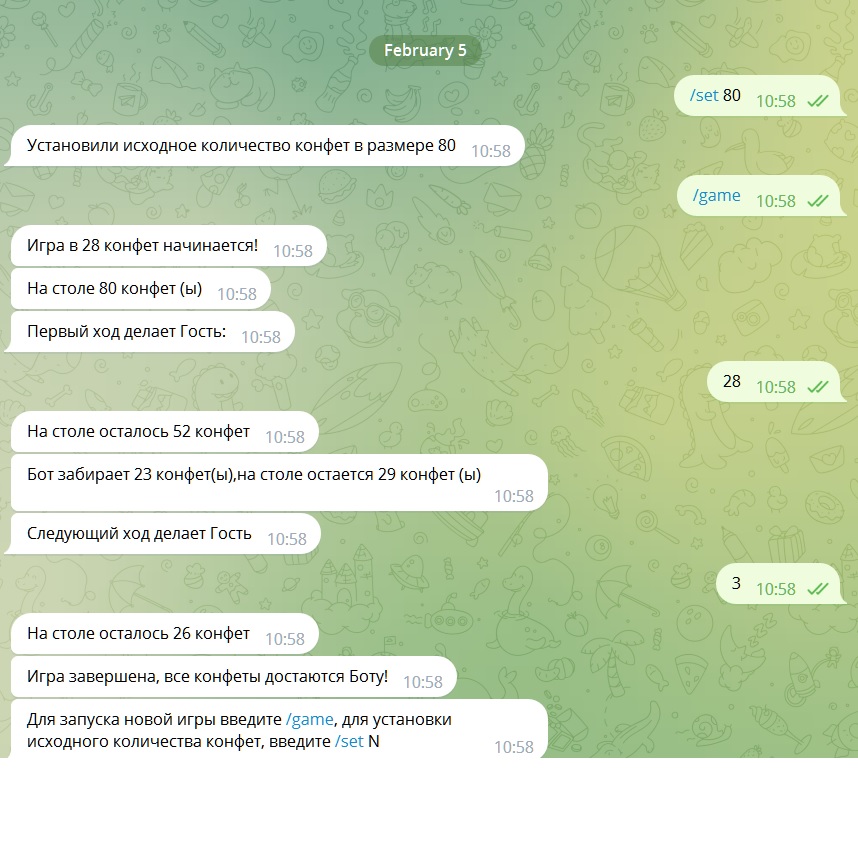 February 5
/set 80 10:58
Установили исходное количество конфет в размере 80 10:58
/game 10:58
Игра в 28 конфет начинается! 10:58
На столе 80 конфет (ы) 10:58
Первый ход делает Гость: 10:58
28 10:58
На столе осталось 52 конфет 10:58
Бот забирает 23 конфет(ы),на столе остается 29 конфет (ы)
10:58
Следующий ход делает Гость 10:58
3 10:58
На столе осталось 26 конфет 10:58
Игра завершена, все конфеты достаются Боту! 10:58
Для запуска новой игры введите /game, для установки
исходного количества конфет, введите /set N 10:58